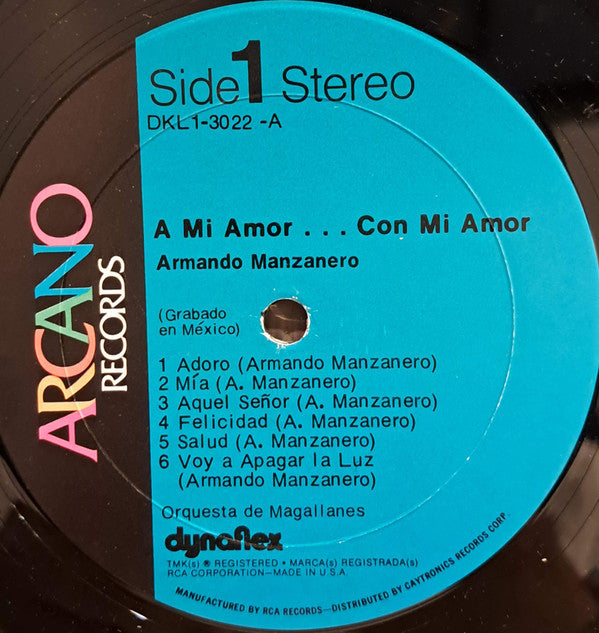 Side 1 Stereo
DKL1-3022 -A
A Mi Amor . . . Con Mi Amor
Armando Manzanero
(Grabado
en México)
1 Adoro (Armando Manzanero)
2 Mía (A. Manzanero)
3 Aquel Señor (A. Manzanero)
4 Felicidad (A. Manzanero)
5 Salud (A. Manzanero)
6 Voy a Apagar la Luz
(Armando Manzanero)
Orquesta de Magallanes
dynaflex
TMK(s) ® REGISTERED • MARCA(s) REGISTRADA(s)
RCA CORPORATION—MADE IN U.S.A.
MANUFACTURED BY RCA RECORDS—DISTRIBUTED BY CAYTRONICS RECORDS CORP.
ARCANO
RECORDS